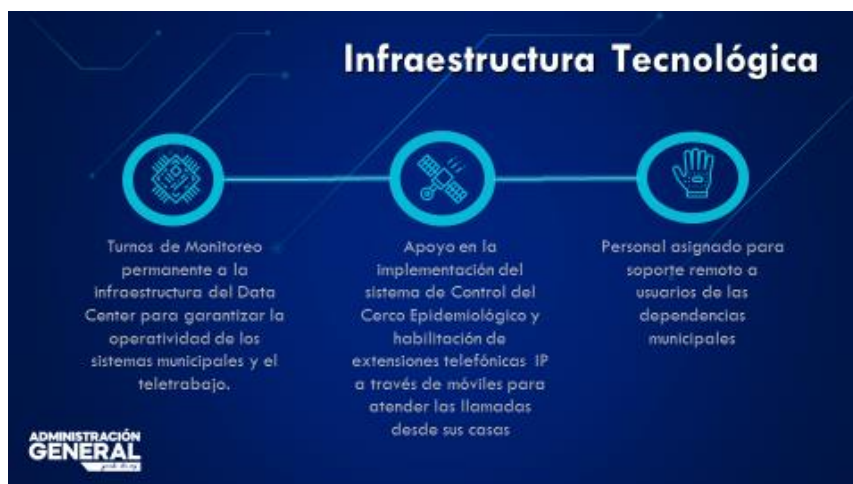 Infraestructura Tecnológica
Turnos de Monitoreo
permanente a la
infraestructura del Data
Center para garantizar la
operatividad de los
sistemas municipales y el
teletrabajo.
Apoyo en la
implementación del
sistema de Control del
Cerco Epidemiológico y
habilitación de
extensiones telefónicas IP
a través de móviles para
atender las llamadas
desde sus casas
Personal asignado para
soporte remoto a
usuarios de las
dependencias
municipales
ADMINISTRACIÓN
GENERAL